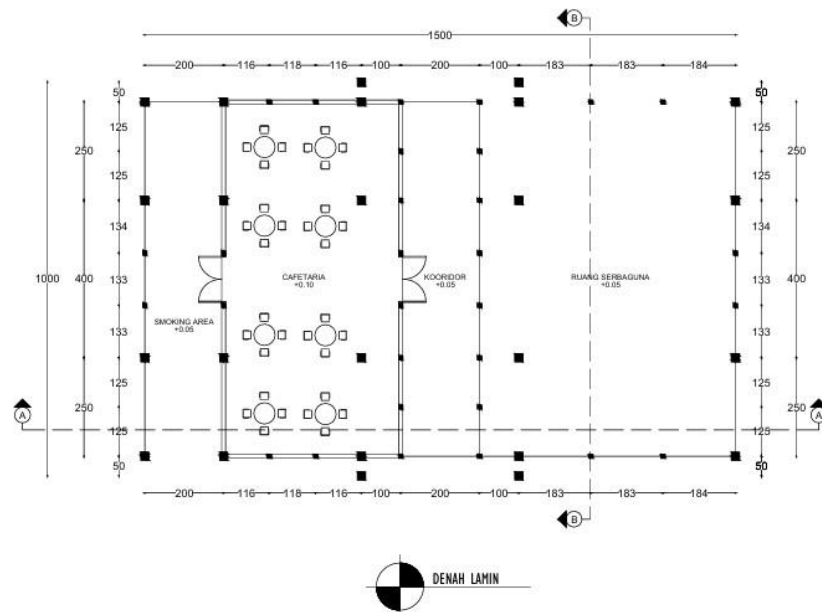 B
1500
200 116 118 116 100 200 100 183 183 184
50 50
125 125
250 250
125 125
134 134
CAFETARIA KOORIDOR RUANG SERBAGUNA
+0.10 +0.05 +0.05
1000 400 133 133 400
SMOKING AREA
+0.05
133 133
125 125
A A
250 250
125 125
50 50
200 116 118 116 100 200 100 183 183 184
B
DENAH LAMIN